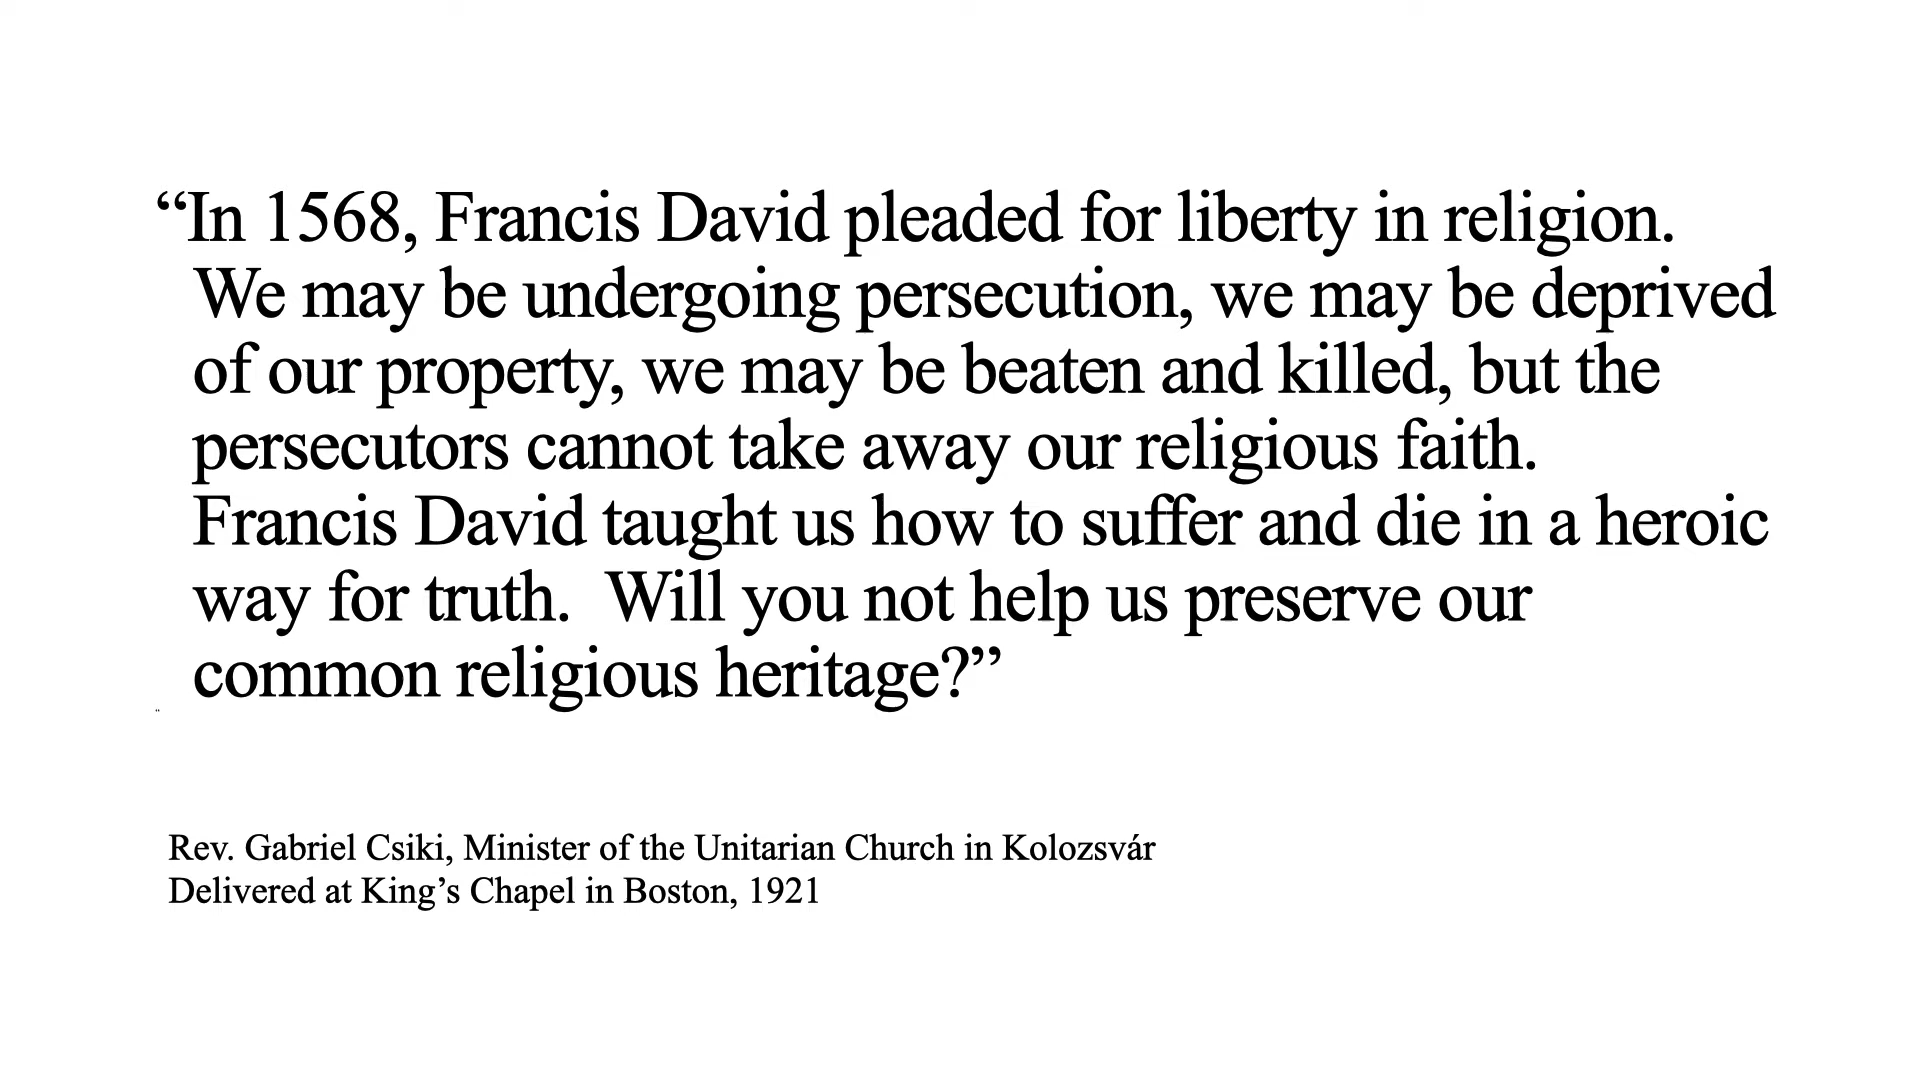 “In 1568, Francis David pleaded for liberty in religion.
We may be undergoing persecution, we may be deprived
of our property, we may be beaten and killed, but the
persecutors cannot take away our religious faith.
Francis David taught us how to suffer and die in a heroic
way for truth.  Will you not help us preserve our
common religious heritage?”
Rev. Gabriel Csiki, Minister of the Unitarian Church in Kolozsvár
Delivered at King’s Chapel in Boston, 1921